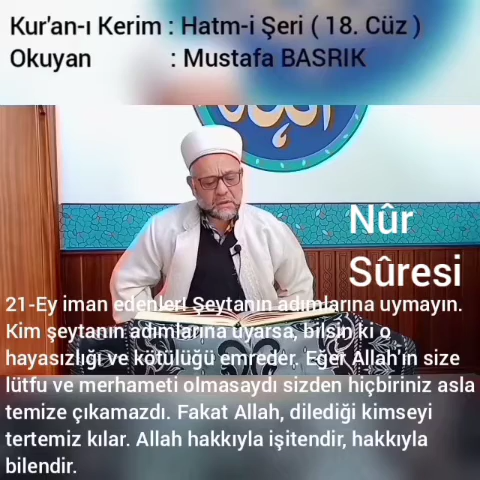 Kur'an-ı Kerim : Hatm-i Şeri ( 18. Cüz )
Okuyan : Mustafa BASRIK
Nûr
Sûresi
21-Ey iman edenler! Şeytanın adımlarına uymayın.
Kim şeytanın adımlarına uyarsa, bilsin ki o
hayasızlığı ve kötülüğü emreder. Eğer Allah'ın size
lütfu ve merhameti olmasaydı sizden hiçbiriniz asla
temize çıkamazdı. Fakat Allah, dilediği kimseyi
tertemiz kılar. Allah hakkıyla işitendir, hakkıyla
bilendir.